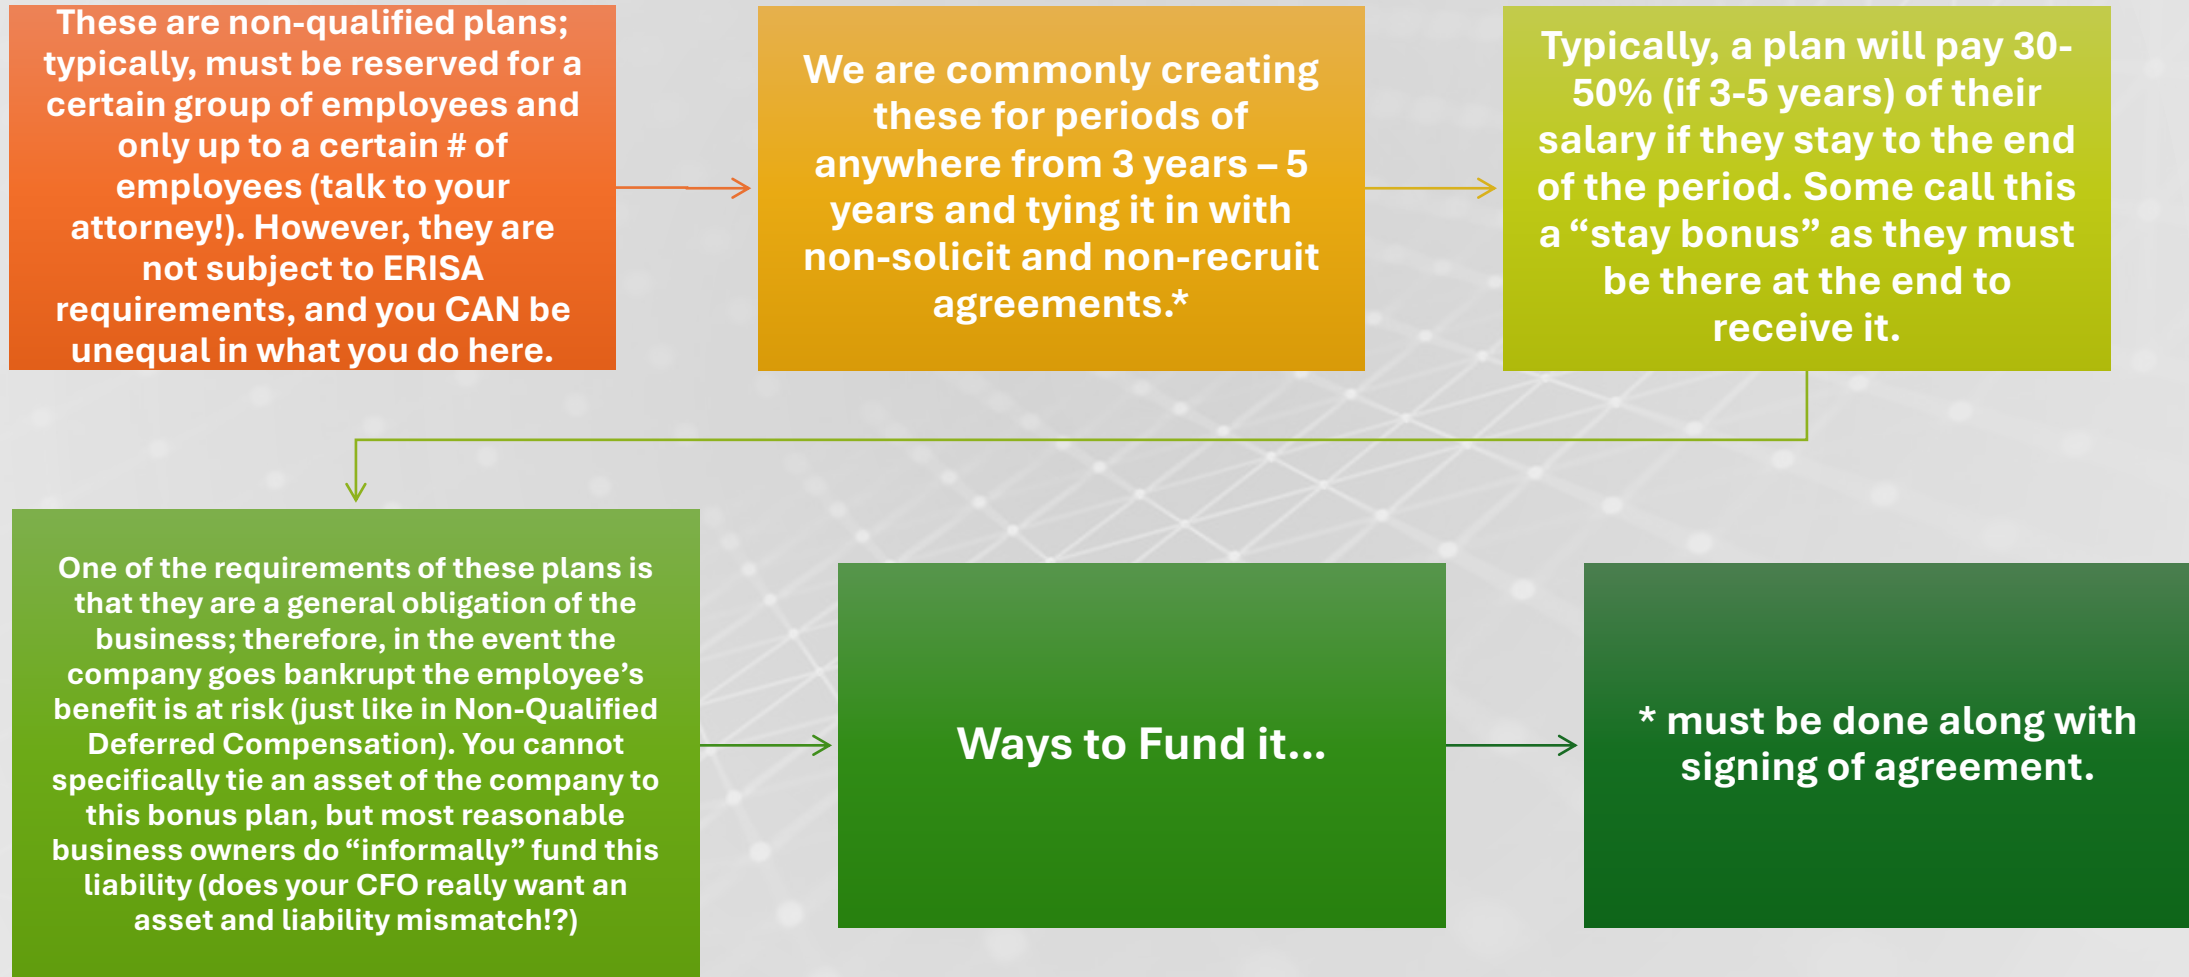 These are non-qualified plans;
typically, must be reserved for a
certain group of employees and
only up to a certain # of
employees (talk to your
attorney!). However, they are
not subject to ERISA
requirements, and you CAN be
unequal in what you do here.
We are commonly creating
these for periods of
anywhere from 3 years – 5
years and tying it in with
non-solicit and non-recruit
agreements.*
Typically, a plan will pay 30-
50% (if 3-5 years) of their
salary if they stay to the end
of the period. Some call this
a “stay bonus” as they must
be there at the end to
receive it.
One of the requirements of these plans is
that they are a general obligation of the
business; therefore, in the event the
company goes bankrupt the employee’s
benefit is at risk (just like in Non-Qualified
Deferred Compensation). You cannot
specifically tie an asset of the company to
this bonus plan, but most reasonable
business owners do “informally” fund this
liability (does your CFO really want an
asset and liability mismatch!?)
Ways to Fund it...
* must be done along with
signing of agreement.